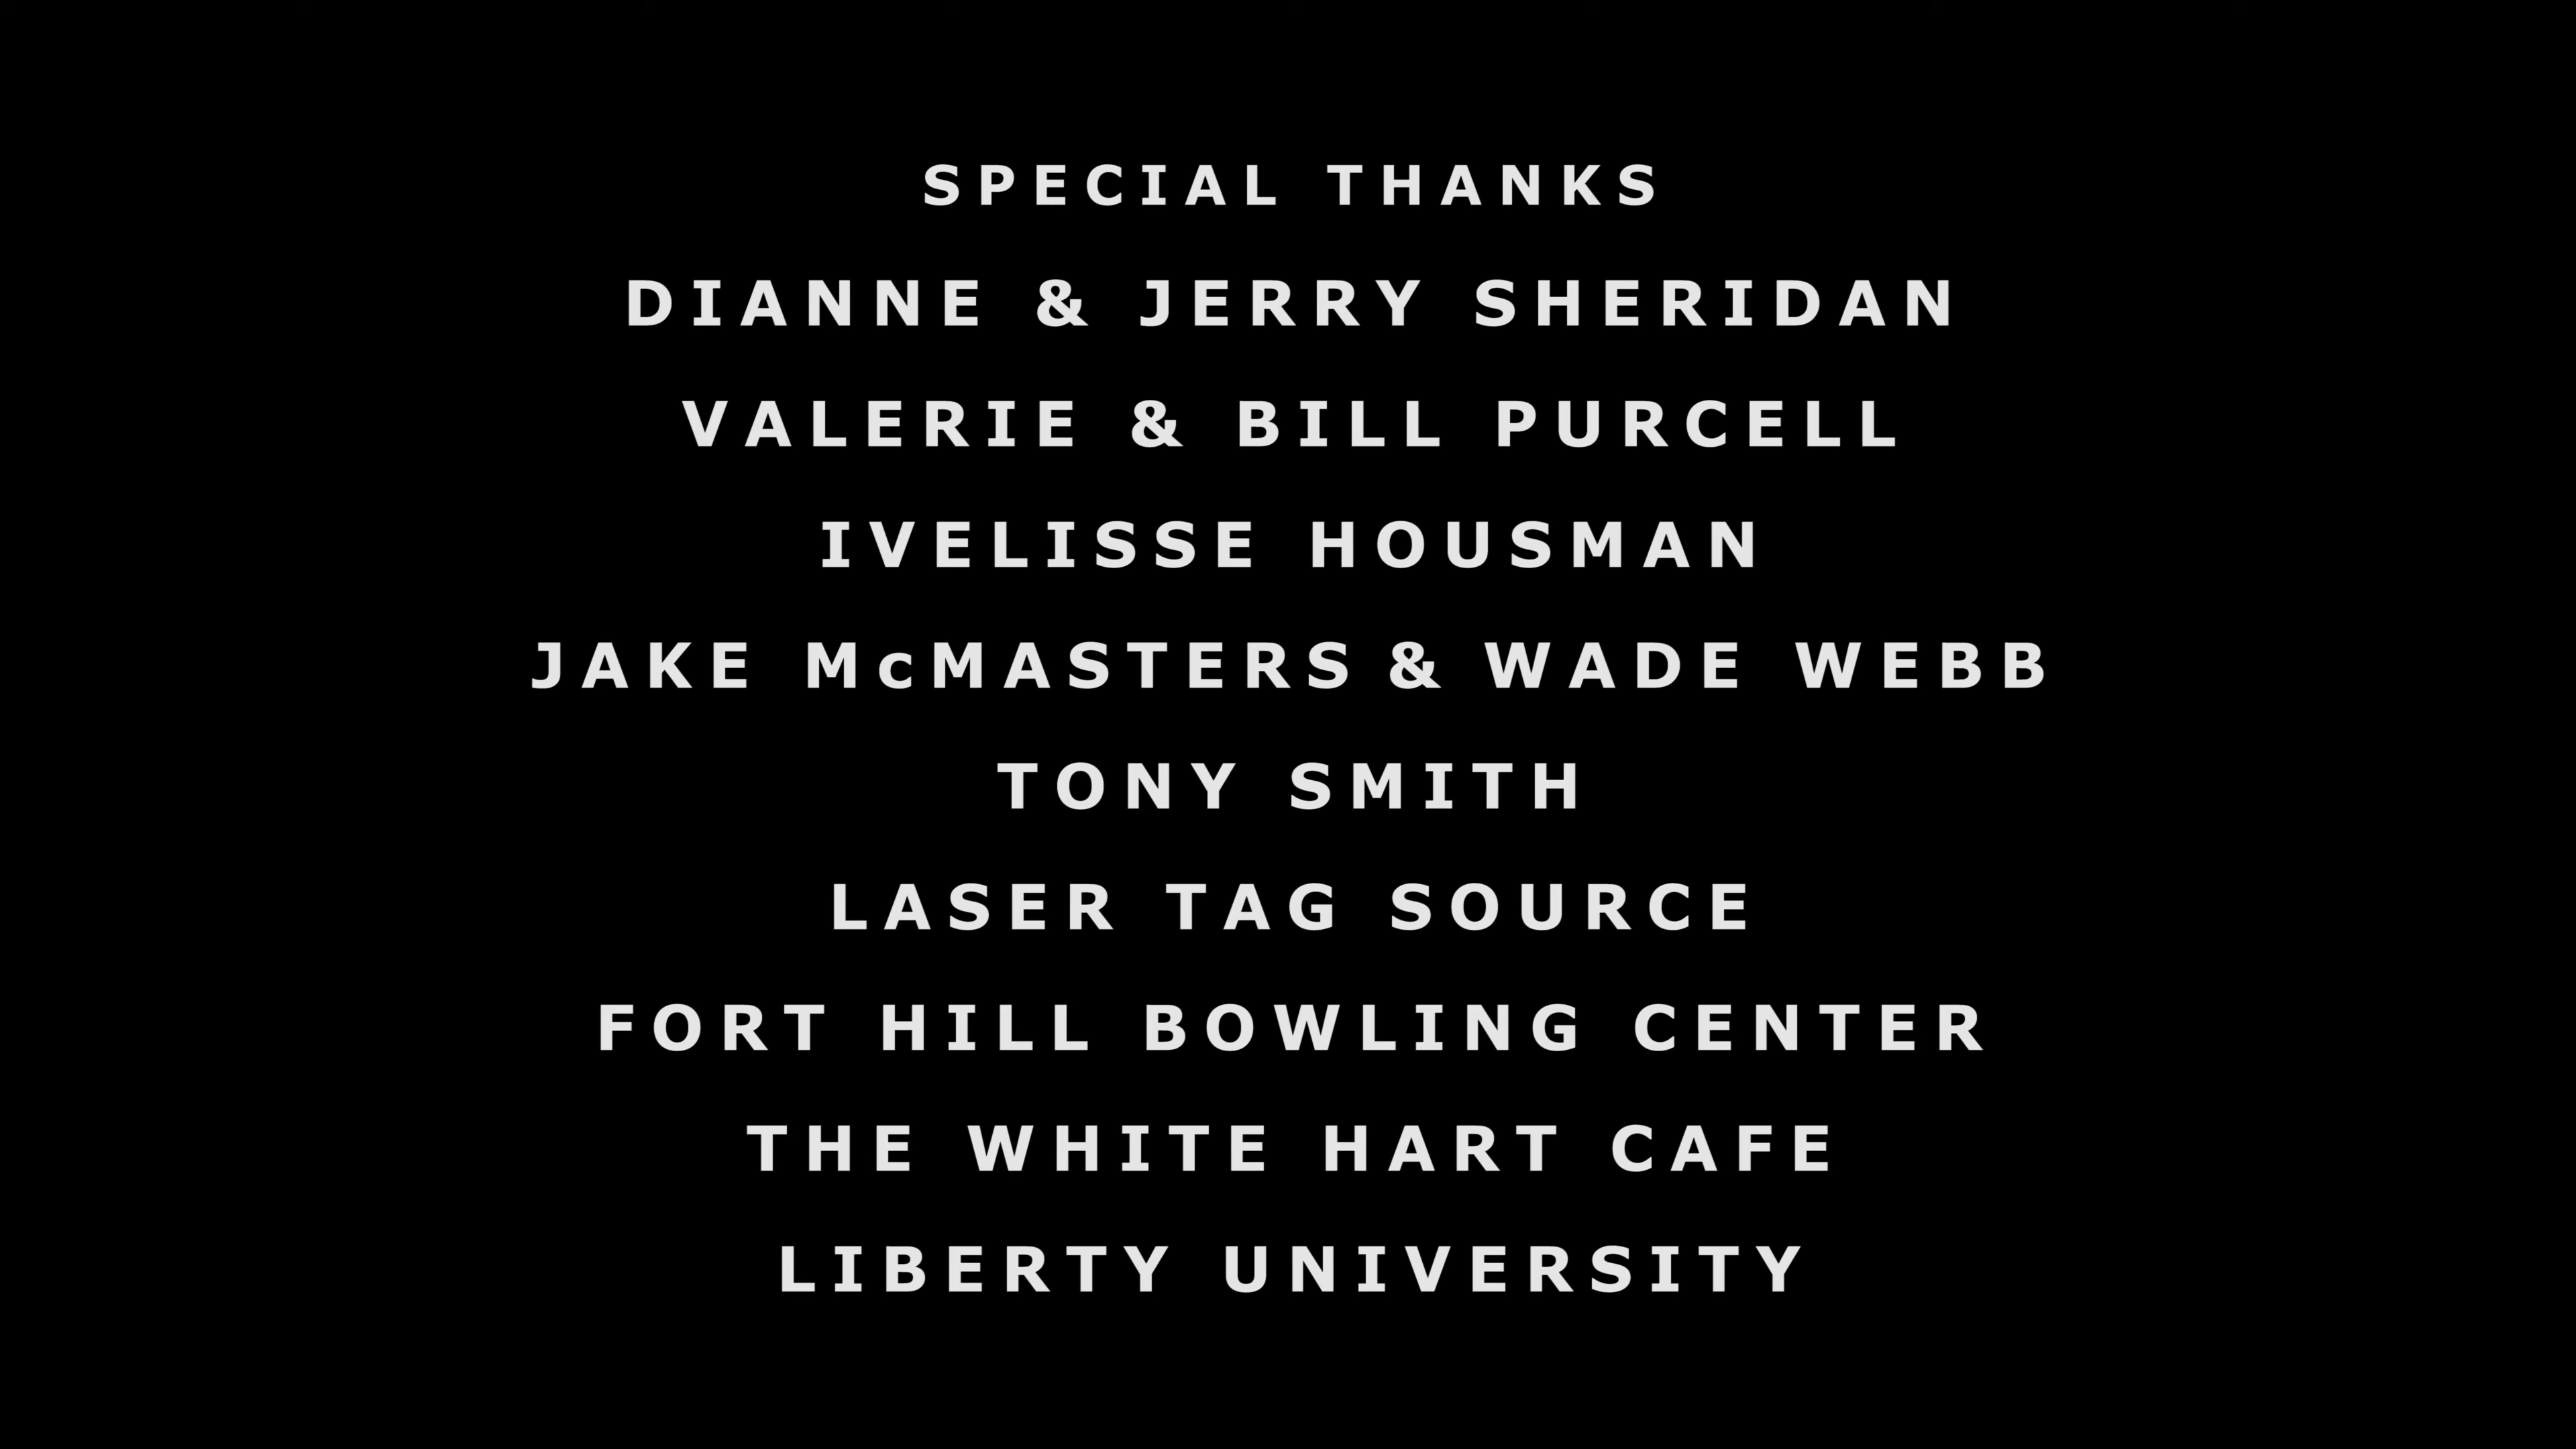 SPECIAL THANKS
DIANNE & JERRY SHERIDAN
VALERIE & BILL PURCELL
IVELISSE HOUSMAN
JAKE McMASTERS & WADE WEBB
TONY SMITH
LASER TAG SOURCE
FORT HILL BOWLING CENTER
THE WHITE HART CAFE
LIBERTY UNIVERSITY